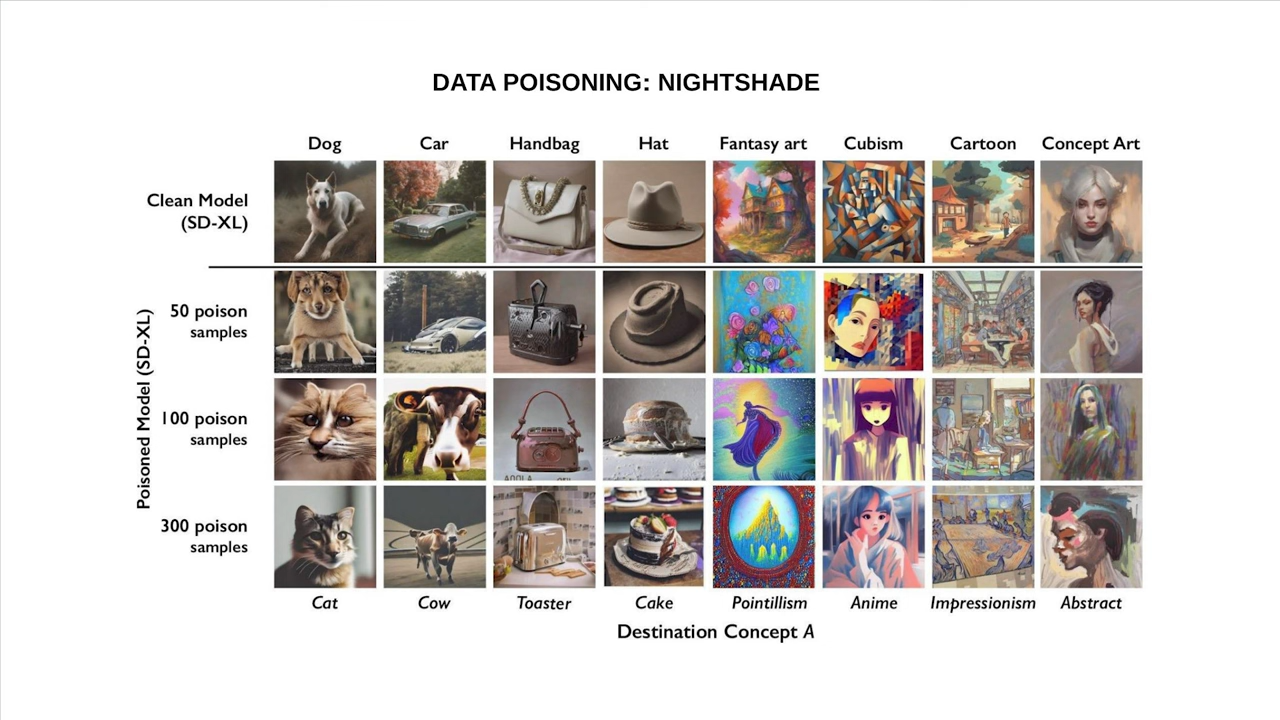 DATA POISONING: NIGHTSHADE
Dog Car Handbag Hat Fantasy art Cubism Cartoon Concept Art
Clean Model
(SD-XL)
Poisoned Model (SD-XL)
50 poison
samples
100 poison
samples
300 poison
samples
Cat Cow Toaster Cake Pointillism Anime Impressionism Abstract
Destination Concept A